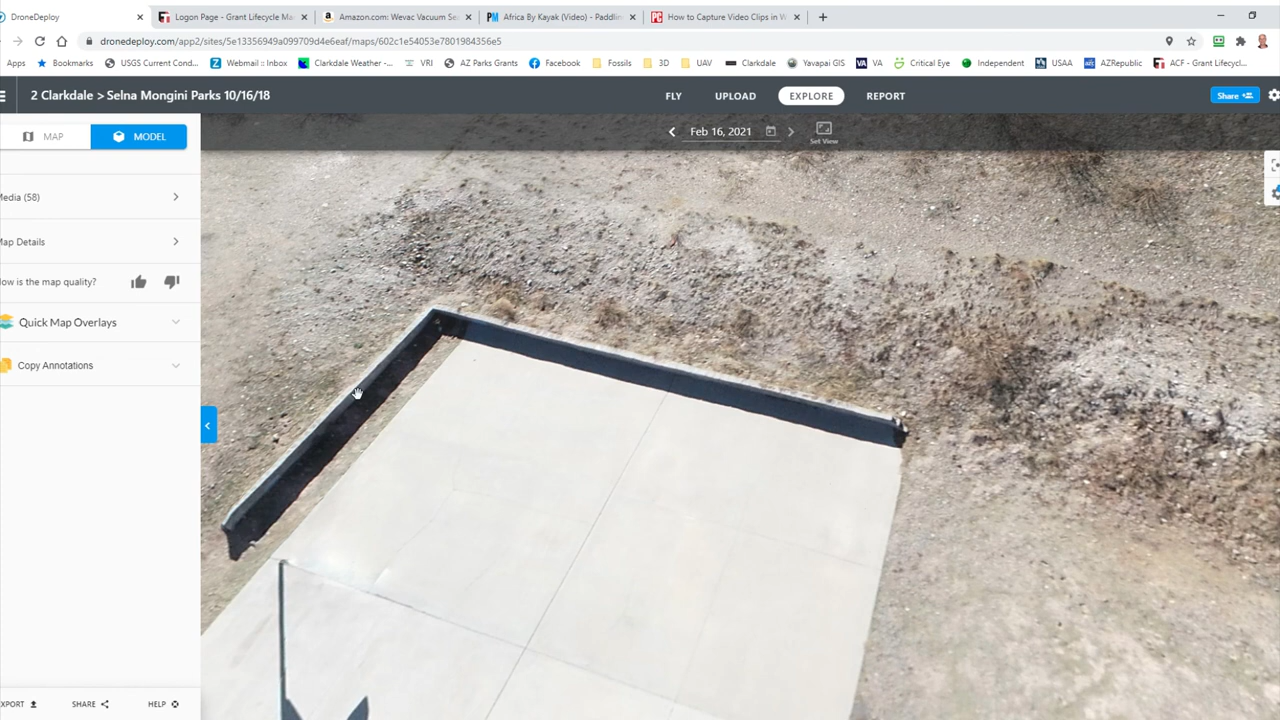 DroneDeploy
Logon Page - Grant Lifecycle Ma
Amazon.com: Wevac Vacuum Se
PM Africa By Kayak (Video) - Paddlin
PC How to Capture Video Clips in W
dronedeploy.com/app2/sites/5e13356949a099709d4e6eaf/maps/602c1e54053e7801984356e5
Apps Bookmarks USGS Current Cond... Webmail :: Inbox Clarkdale Weather -... VRI AZ Parks Grants Facebook Fossils 3D UAV Clarkdale Yavapai GIS VA Critical Eye Independent USAA AZRepublic ACF - Grant Lifecycl...
2 Clarkdale > Selna Mongini Parks 10/16/18
FLY UPLOAD EXPLORE REPORT
Share
MAP MODEL
Feb 16, 2021
Set View
Media (58)
Map Details
How is the map quality?
Quick Map Overlays
Copy Annotations
XPORT SHARE HELP